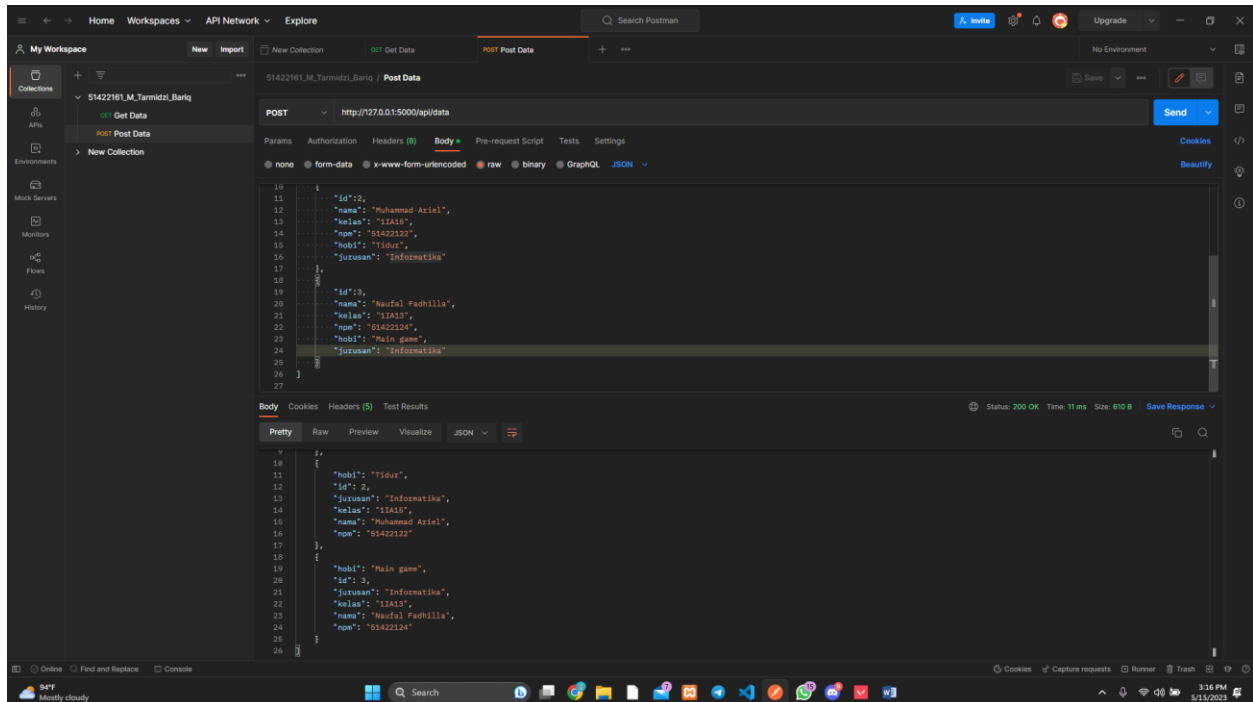 Home Workspaces API Network Explore Search Postman Invite Upgrade
My Workspace New Import New Collection GET Get Data POST Post Data No Environment
Collections
APIs
Environments
Mock Servers
Monitors
Flows
History
51422161_M_Tarmidzi_Bariq
GET Get Data
POST Post Data
New Collection
51422161_M_Tarmidzi_Bariq / Post Data Save
POST http://127.0.0.1:5000/api/data Send
Params Authorization Headers (8) Body Pre-request Script Tests Settings Cookies
none form-data x-www-form-urlencoded raw binary GraphQL JSON Beautify
10 {
11 "id":2,
12 "nama": "Muhammad Ariel",
13 "kelas": "1IA15",
14 "npm": "51422122",
15 "hobi": "Tidur",
16 "jurusan": "Informatika"
17 },
18 {
19 "id":3,
20 "nama": "Naufal Fadhilla",
21 "kelas": "1IA13",
22 "npm": "51422124",
23 "hobi": "Main game",
24 "jurusan": "Informatika"
25 }
26 ]
27
Body Cookies Headers (5) Test Results Status: 200 OK Time: 11 ms Size: 610 B Save Response
Pretty Raw Preview Visualize JSON
9 },
10 {
11 "hobi": "Tidur",
12 "id": 2,
13 "jurusan": "Informatika",
14 "kelas": "1IA15",
15 "nama": "Muhammad Ariel",
16 "npm": "51422122"
17 },
18 {
19 "hobi": "Main game",
20 "id": 3,
21 "jurusan": "Informatika",
22 "kelas": "1IA13",
23 "nama": "Naufal Fadhilla",
24 "npm": "51422124"
25 }
26 ]
Online Find and Replace Console Cookies Capture requests Runner Trash
94°F
Mostly cloudy
Search
3:16 PM
5/15/2023